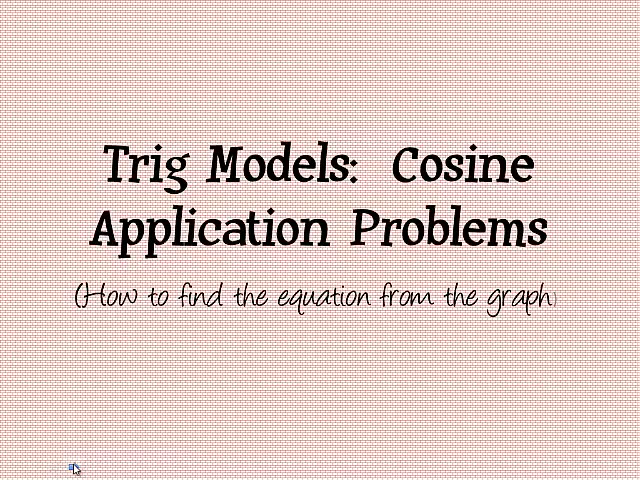 Trig Models: Cosine
Application Problems
(How to find the equation from the graph)